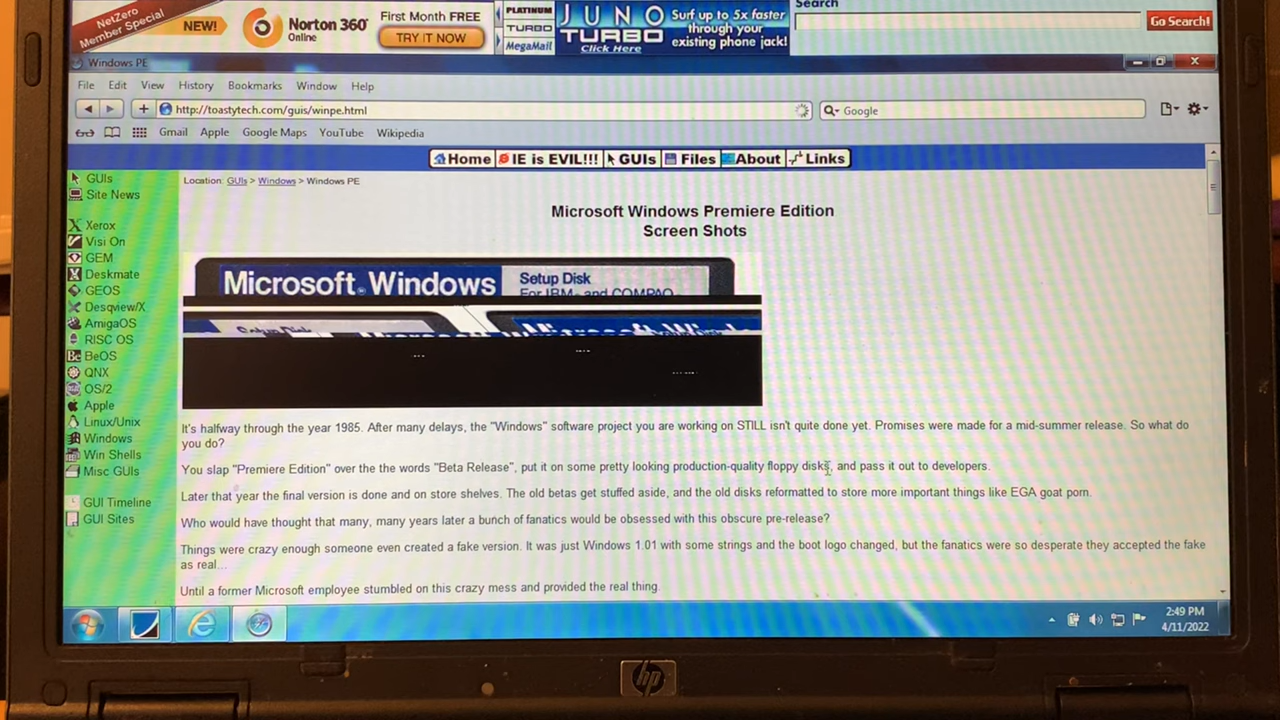 NetZero
Member Special
NEW!
Norton 360
Online
First Month FREE
TRY IT NOW
PLATINUM
TURBO
MegaMail
JUNO
TURBO
Click Here
Surf up to 5x faster
through your
existing phone jack!
Search
Go Search!
Windows PE
File Edit View History Bookmarks Window Help
http://toastytech.com/guis/winpe.html
Google
Gmail Apple Google Maps YouTube Wikipedia
Home IE is EVIL!!! GUIs Files About Links
GUIs
Site News
Xerox
Visi On
GEM
Deskmate
GEOS
Desqview/X
AmigaOS
RISC OS
Be BeOS
QNX
OS/2
Apple
Linux/Unix
Windows
Win Shells
Misc GUIs
GUI Timeline
GUI Sites
Location: GUIs > Windows > Windows PE
Microsoft Windows Premiere Edition
Screen Shots
Microsoft Windows
Setup Disk
For IBM and COMPAQ
Setup Disk
It's halfway through the year 1985. After many delays, the "Windows" software project you are working on STILL isn't quite done yet. Promises were made for a mid-summer release. So what do
you do?
You slap "Premiere Edition" over the the words "Beta Release", put it on some pretty looking production-quality floppy disks, and pass it out to developers.
Later that year the final version is done and on store shelves. The old betas get stuffed aside, and the old disks reformatted to store more important things like EGA goat porn.
Who would have thought that many, many years later a bunch of fanatics would be obsessed with this obscure pre-release?
Things were crazy enough someone even created a fake version. It was just Windows 1.01 with some strings and the boot logo changed, but the fanatics were so desperate they accepted the fake
as real...
Until a former Microsoft employee stumbled on this crazy mess and provided the real thing.
2:49 PM
4/11/2022
hp